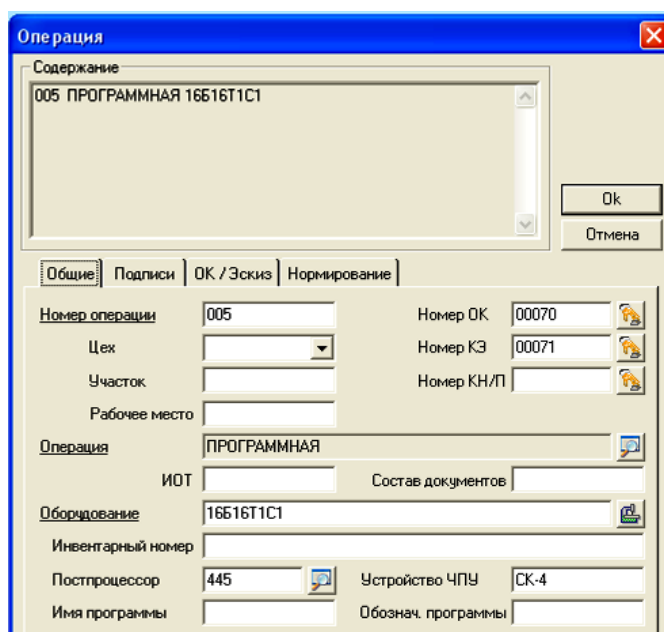 Операция
Содержание
005 ПРОГРАММНАЯ 16Б16Т1С1
Ok
Отмена
Общие Подписи ОК / Эскиз Нормирование
Номер операции 005 Номер ОК 00070
Цех Номер КЭ 00071
Участок Номер КН/П
Рабочее место
Операция ПРОГРАММНАЯ
ИОТ Состав документов
Оборудование 16Б16Т1С1
Инвентарный номер
Постпроцессор 445 Устройство ЧПУ СК-4
Имя программы Обознач. программы